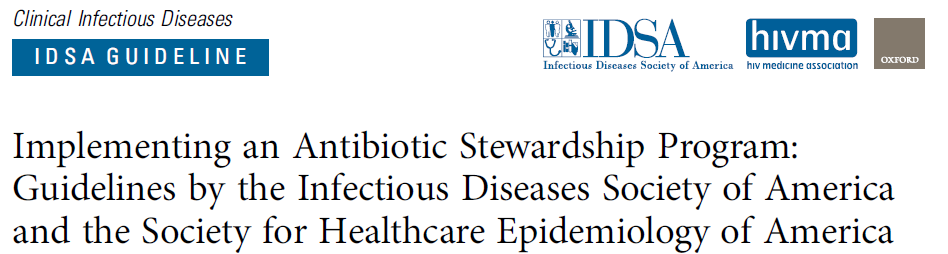 Clinical Infectious Diseases
IDSA GUIDELINE
IDSA
Infectious Diseases Society of America
hivma
hiv medicine association
OXFORD
Implementing an Antibiotic Stewardship Program:
Guidelines by the Infectious Diseases Society of America
and the Society for Healthcare Epidemiology of America